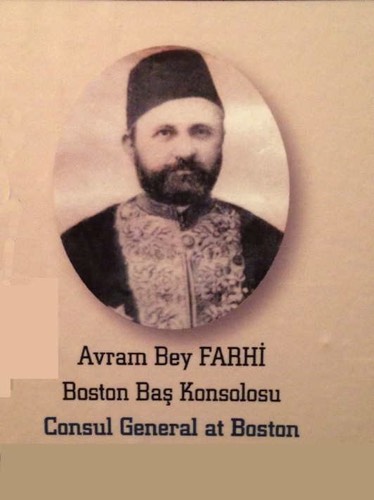 Avram Bey FARHİ
Boston Baş Konsolosu
Consul General at Boston